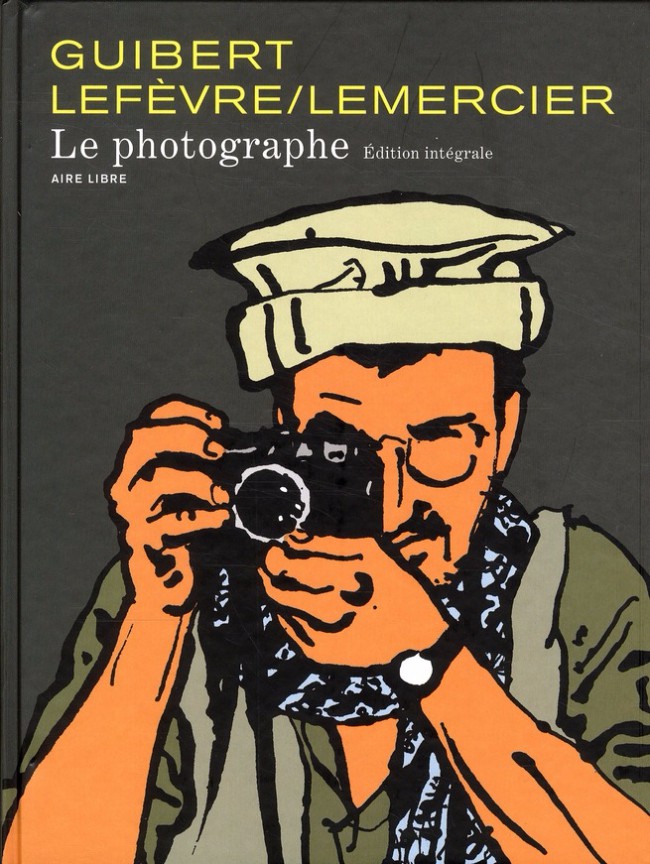 GUIBERT
LEFÈVRE/LEMERCIER
Le photographe Édition intégrale
AIRE LIBRE